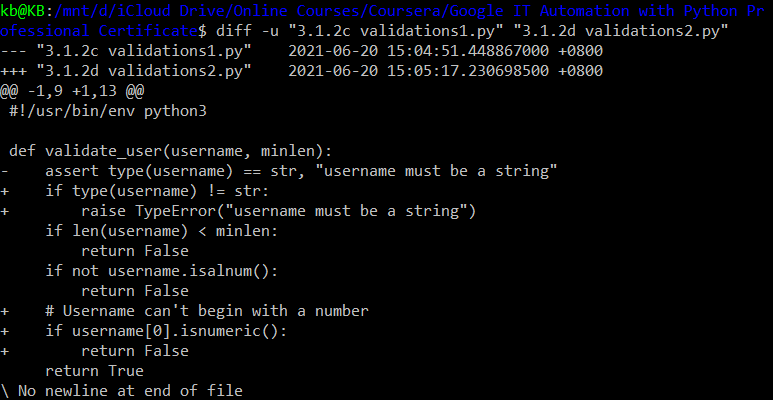 kb@KB:/mnt/d/iCloud Drive/Online Courses/Coursera/Google IT Automation with Python Pr
ofessional Certificate$ diff -u "3.1.2c validations1.py" "3.1.2d validations2.py"
--- "3.1.2c validations1.py"    2021-06-20 15:04:51.448867000 +0800
+++ "3.1.2d validations2.py"    2021-06-20 15:05:17.230698500 +0800
@@ -1,9 +1,13 @@
 #!/usr/bin/env python3

 def validate_user(username, minlen):
-    assert type(username) == str, "username must be a string"
+    if type(username) != str:
+        raise TypeError("username must be a string")
     if len(username) < minlen:
         return False
     if not username.isalnum():
         return False
+    # Username can't begin with a number
+    if username[0].isnumeric():
+        return False
     return True
\ No newline at end of file